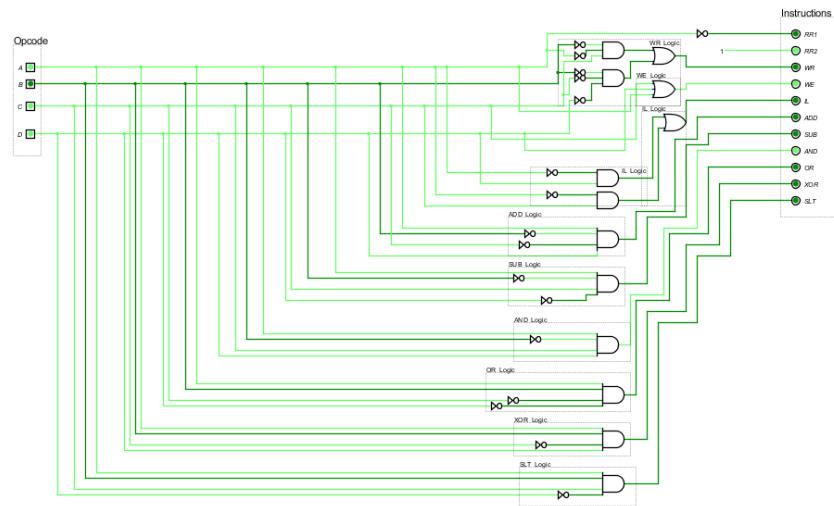 Instructions
Opcode
RR1
WR Logic
1
RR2
A
WR
B
WE Logic
WE
C
IL Logic
IL
ADD
D
SUB
AND
IL Logic
OR
XOR
SLT
ADD Logic
SUB Logic
AND Logic
OR Logic
XOR Logic
SLT Logic